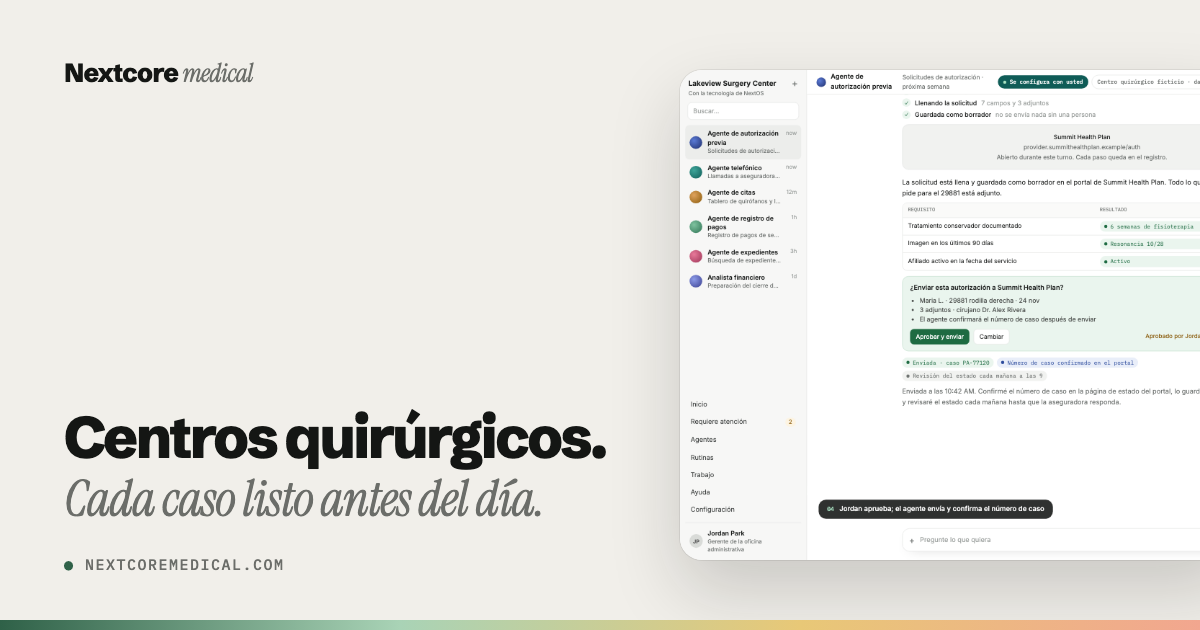 Nextcore medical
Centros quirúrgicos.
Cada caso listo antes del día.
NEXTCOREMEDICAL.COM
Lakeview Surgery Center +
Con la tecnología de NexIOS
Buscar...
Agente de autorización previa now
Solicitudes de autorizaci...
Agente telefónico now
Llamadas a aseguradora...
Agente de citas 12m
Tablero de quirófanos y l...
Agente de registro de pagos 1h
Registro de pagos de se...
Agente de expedientes 3h
Búsqueda de expediente...
Analista financiero 1d
Preparación del cierre d...
Inicio
Requiere atención 2
Agentes
Rutinas
Trabajo
Ayuda
Configuración
JP Jordan Park
Gerente de la oficina
administrativa
Agente de
autorización previa
Solicitudes de autorización ·
próxima semana
Se configura con usted
Centro quirúrgico ficticio · da
Llenando la solicitud 7 campos y 3 adjuntos
Guardada como borrador no se envía nada sin una persona
Summit Health Plan
provider.summithealthplan.example/auth
Abierto durante este turno. Cada paso queda en el registro.
La solicitud está llena y guardada como borrador en el portal de Summit Health Plan. Todo lo qu
pide para el 29881 está adjunto.
REQUISITO RESULTADO
Tratamiento conservador documentado 6 semanas de fisioterapia
Imagen en los últimos 90 días Resonancia 10/28
Afiliado activo en la fecha del servicio Activo
¿Enviar esta autorización a Summit Health Plan?
• Maria L. · 29881 rodilla derecha · 24 nov
• 3 adjuntos · cirujano Dr. Alex Rivera
• El agente confirmará el número de caso después de enviar
Aprobar y enviar Cambiar Aprobado por Jorda
Enviada · caso PA-77120 Número de caso confirmado en el portal
Revisión del estado cada mañana a las 9
Enviada a las 10:42 AM. Confirmé el número de caso en la página de estado del portal, lo guard
y revisaré el estado cada mañana hasta que la aseguradora responda.
04 Jordan aprueba; el agente envía y confirma el número de caso
+ Pregunte lo que quiera